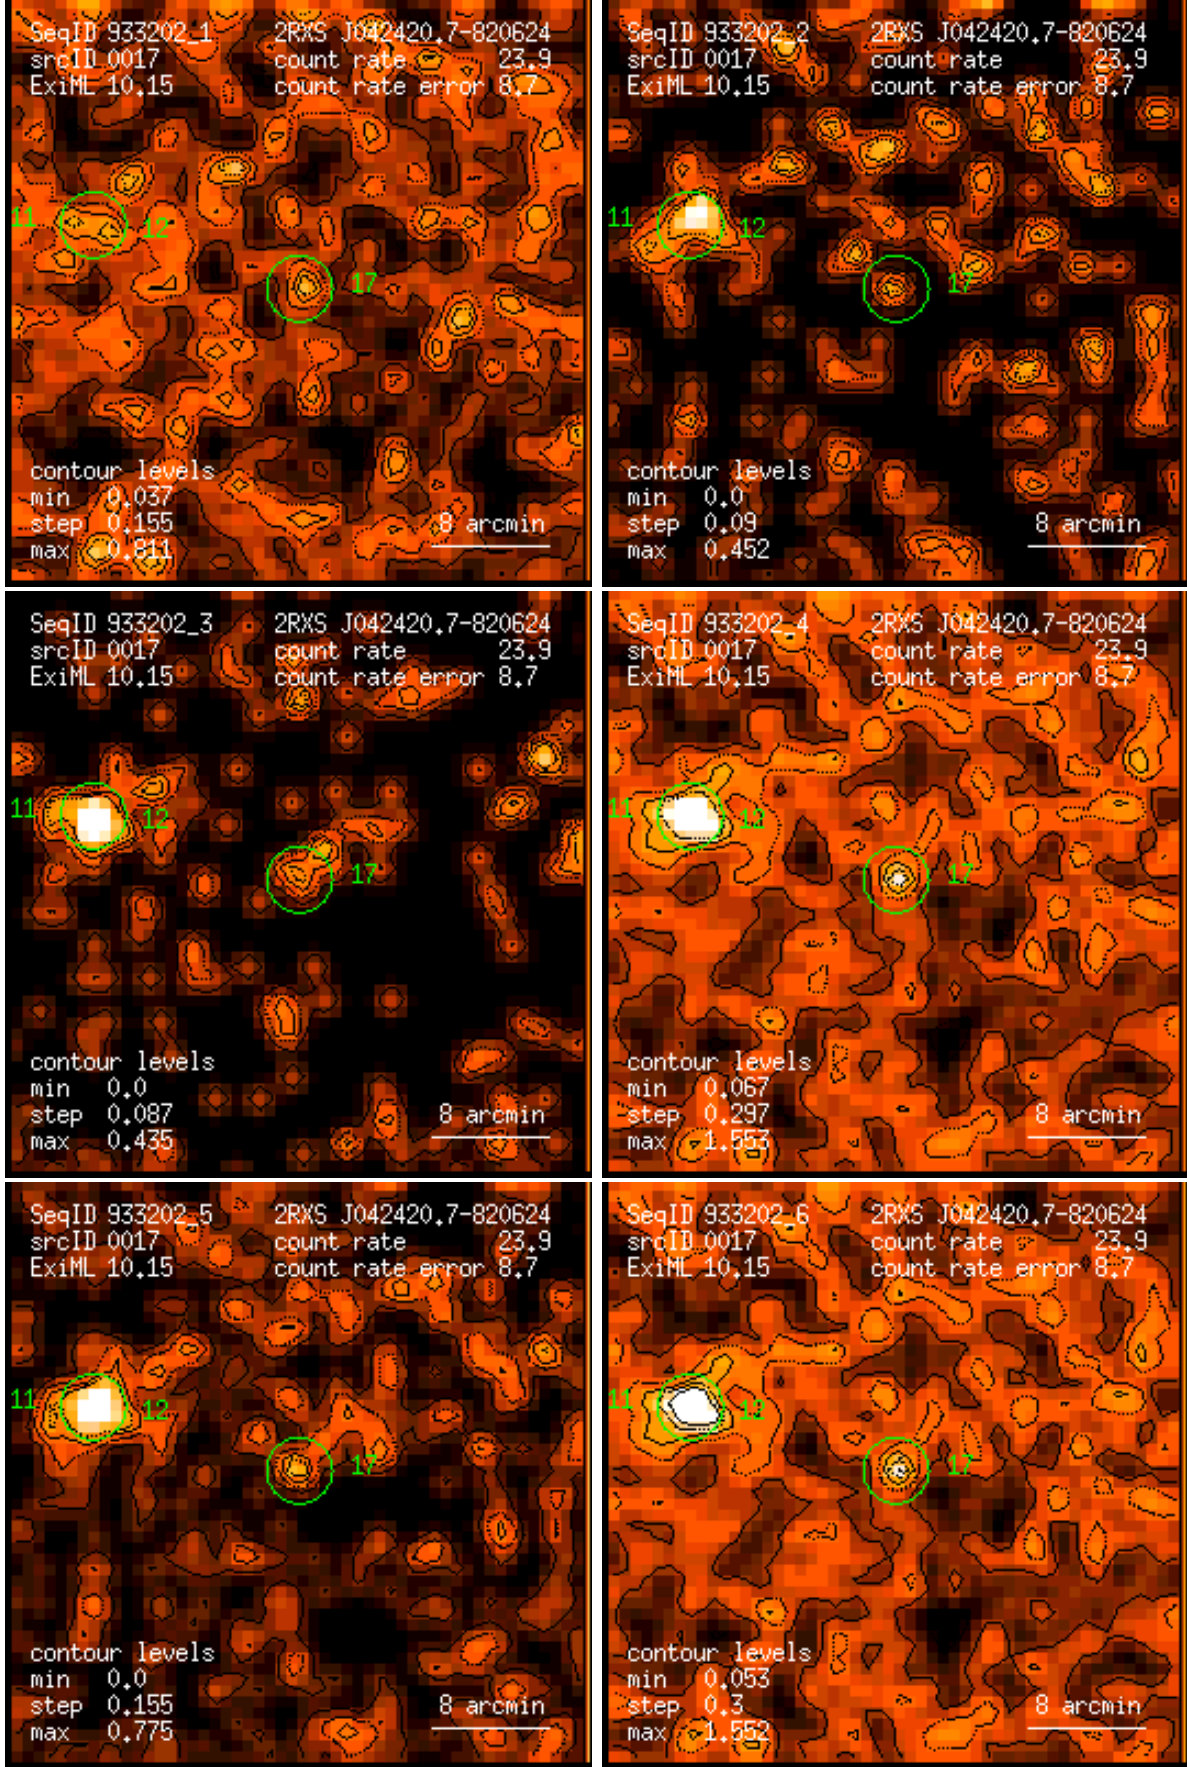 SeqID 933202_1 2RXS J042420.7-820624
srcID 0017 count rate 23.9
ExiML 10.15 count rate error 8.7
11 12
17
contour levels
min 0.037
step 0.155
max 0.811
8 arcmin
SeqID 933202_2 2RXS J042420.7-820624
srcID 0017 count rate 23.9
ExiML 10.15 count rate error 8.7
11 12
17
contour levels
min 0.0
step 0.09
max 0.452
8 arcmin
SeqID 933202_3 2RXS J042420.7-820624
srcID 0017 count rate 23.9
ExiML 10.15 count rate error 8.7
11 12
17
contour levels
min 0.0
step 0.087
max 0.435
8 arcmin
SeqID 933202_4 2RXS J042420.7-820624
srcID 0017 count rate 23.9
ExiML 10.15 count rate error 8.7
11 12
17
contour levels
min 0.067
step 0.297
max 1.553
8 arcmin
SeqID 933202_5 2RXS J042420.7-820624
srcID 0017 count rate 23.9
ExiML 10.15 count rate error 8.7
11 12
17
contour levels
min 0.0
step 0.155
max 0.775
8 arcmin
SeqID 933202_6 2RXS J042420.7-820624
srcID 0017 count rate 23.9
ExiML 10.15 count rate error 8.7
11 12
17
contour levels
min 0.053
step 0.3
max 1.552
8 arcmin